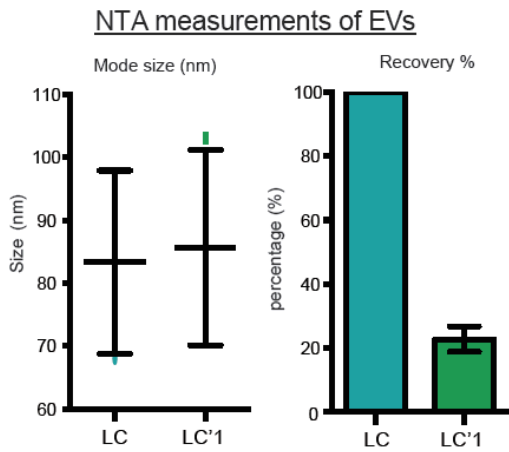 NTA measurements of EVs
Mode size (nm)
110
100
90
80
70
60
Size (nm)
LC
LC'1
Recovery %
100
80
60
40
20
0
percentage (%)
LC
LC'1